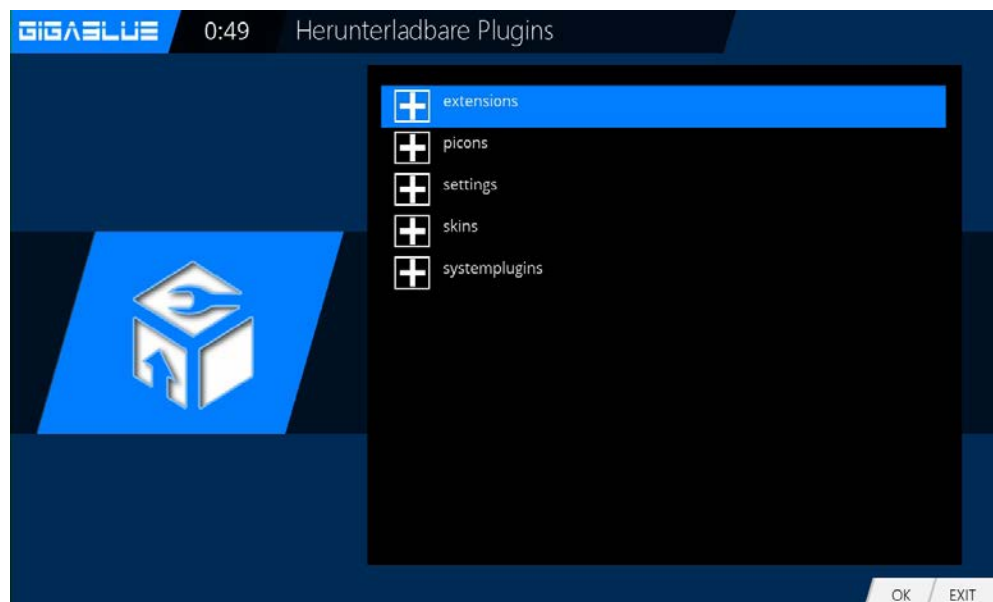 GIGABLUE 0:49 Herunterladbare Plugins
extensions
picons
settings
skins
systemplugins
OK EXIT